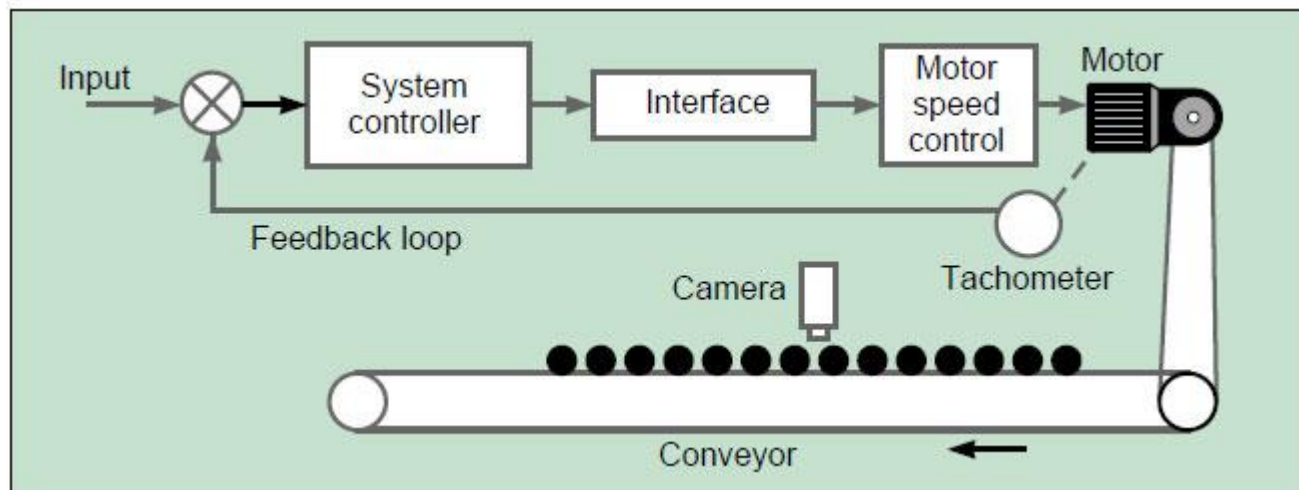 Input
System
controller
Interface
Motor
speed
control
Motor
Feedback loop
Tachometer
Camera
Conveyor